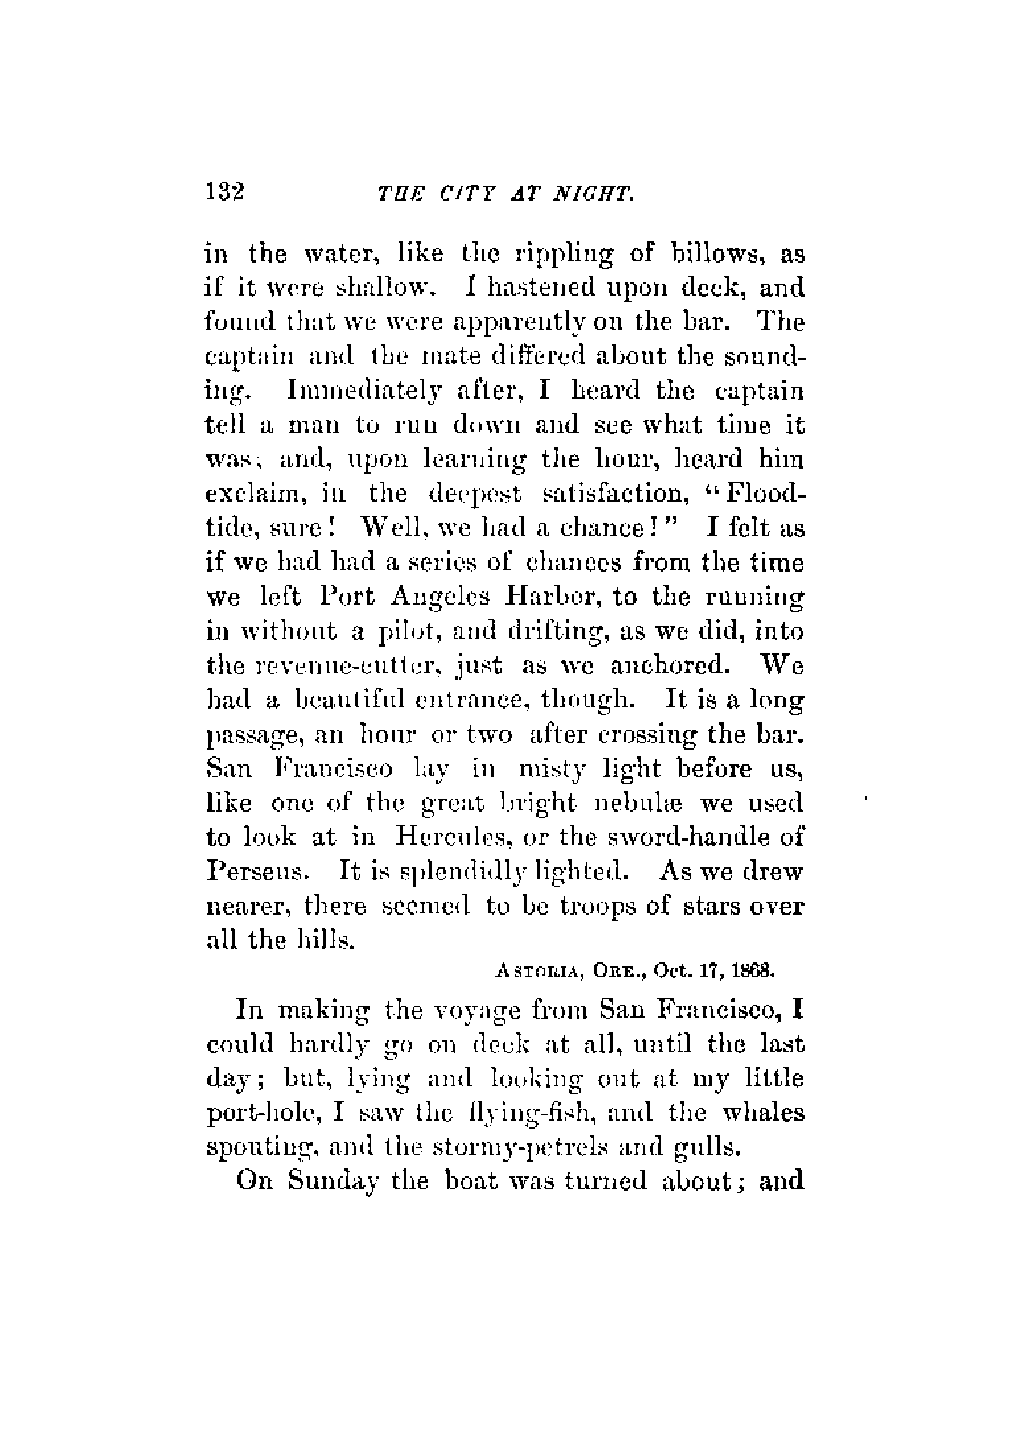 132 THE CITY AT NIGHT.
in the water, like the rippling of billows, as
if it were shallow. I hastened upon deck, and
found that we were apparently on the bar. The
captain and the mate differed about the sound-
ing. Immediately after, I heard the captain
tell a man to run down and see what time it
was; and, upon learning the hour, heard him
exclaim, in the deepest satisfaction, "Flood-
tide, sure! Well, we had a chance!" I felt as
if we had had a series of chances from the time
we left Port Angeles Harbor, to the running
in without a pilot, and drifting, as we did, into
the revenue-cutter, just as we anchored. We
had a beautiful entrance, though. It is a long
passage, an hour or two after crossing the bar.
San Francisco lay in misty light before us,
like one of the great bright nebulæ we used
to look at in Hercules, or the sword-handle of
Perseus. It is splendidly lighted. As we drew
nearer, there seemed to be troops of stars over
all the hills.
ASTORIA, ORE., Oct. 17, 1868.
In making the voyage from San Francisco, I
could hardly go on deck at all, until the last
day; but, lying and looking out at my little
port-hole, I saw the flying-fish, and the whales
spouting, and the stormy-petrels and gulls.
On Sunday the boat was turned about; and